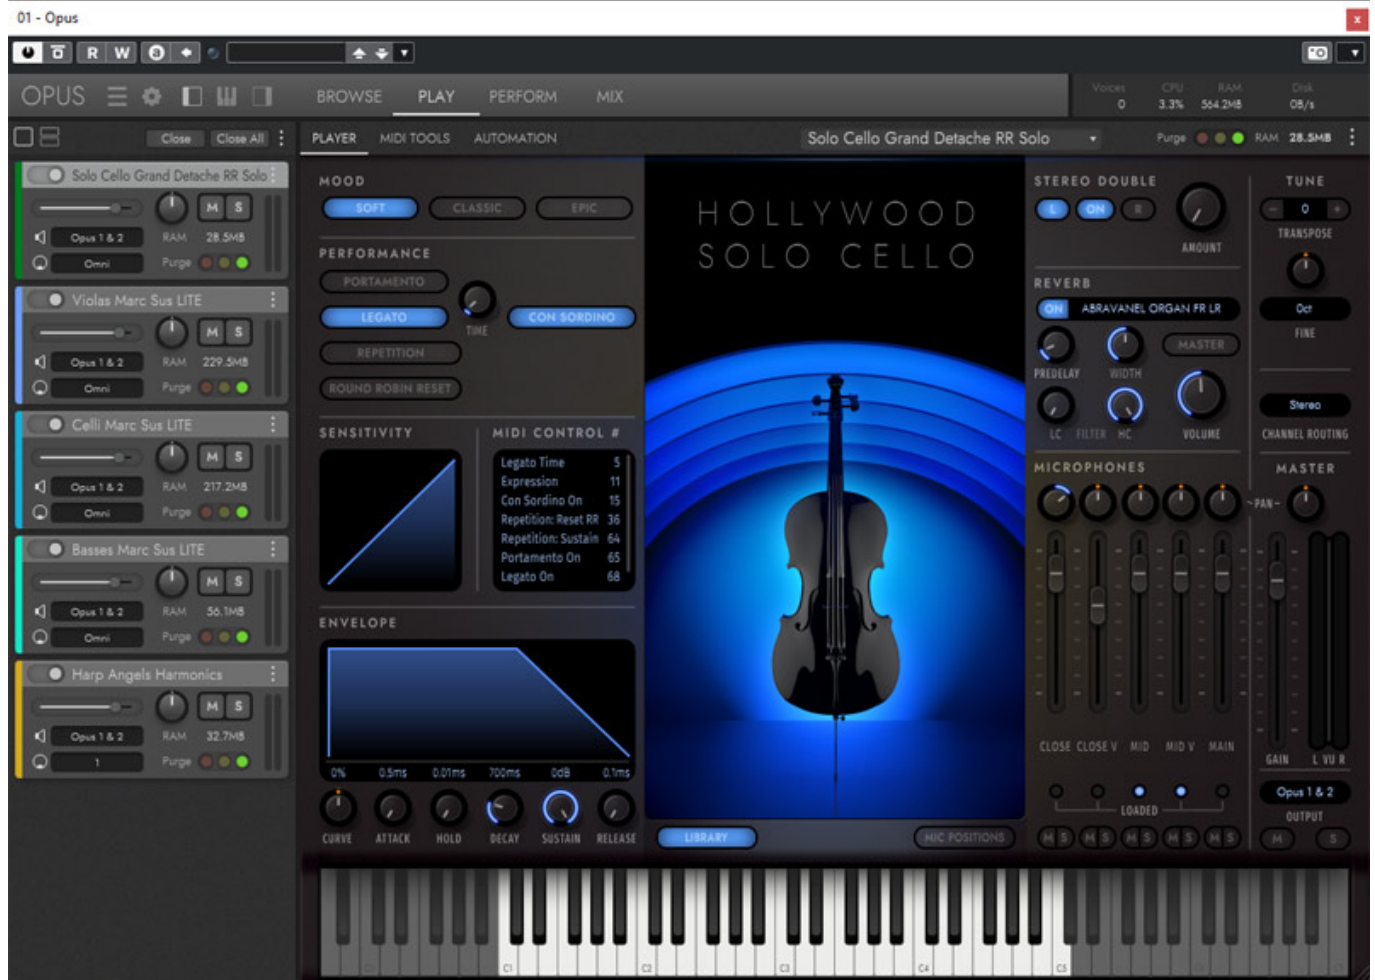 01 - Opus
R W a
OPUS BROWSE PLAY PERFORM MIX
Voices CPU RAM Disk
0 3.3% 564.2MB 0B/s
Close Close All
PLAYER MIDI TOOLS AUTOMATION Solo Cello Grand Detache RR Solo Purge RAM 28.5MB
Solo Cello Grand Detache RR Solo
M S
Opus 1 & 2 RAM 28.5MB
Omni Purge
Violas Marc Sus LITE
M S
Opus 1 & 2 RAM 229.5MB
Omni Purge
Celli Marc Sus LITE
M S
Opus 1 & 2 RAM 217.2MB
Omni Purge
Basses Marc Sus LITE
M S
Opus 1 & 2 RAM 56.1MB
Omni Purge
Harp Angels Harmonics
M S
Opus 1 & 2 RAM 32.7MB
1 Purge
MOOD
SOFT CLASSIC EPIC
PERFORMANCE
PORTAMENTO
LEGATO TIME CON SORDINO
REPETITION
ROUND ROBIN RESET
SENSITIVITY
MIDI CONTROL #
Legato Time 5
Expression 11
Con Sordino On 15
Repetition: Reset RR 36
Repetition: Sustain 64
Portamento On 65
Legato On 68
ENVELOPE
0% 0.5ms 0.01ms 700ms 0dB 0.1ms
CURVE ATTACK HOLD DECAY SUSTAIN RELEASE
HOLLYWOOD
SOLO CELLO
LIBRARY MIC POSITIONS
STEREO DOUBLE
L ON R
AMOUNT
REVERB
ON ABRAVANEL ORGAN FR LR
MASTER
PREDELAY WIDTH
LC FILTER HC VOLUME
MICROPHONES
CLOSE CLOSE V MID MID V MAIN
LOADED
M S M S M S M S M S
TUNE
- 0 +
TRANSPOSE
0ct
FINE
Stereo
CHANNEL ROUTING
MASTER
~PAN~
GAIN L VU R
Opus 1 & 2
OUTPUT
M S
C1 C2 C3 C4 C5